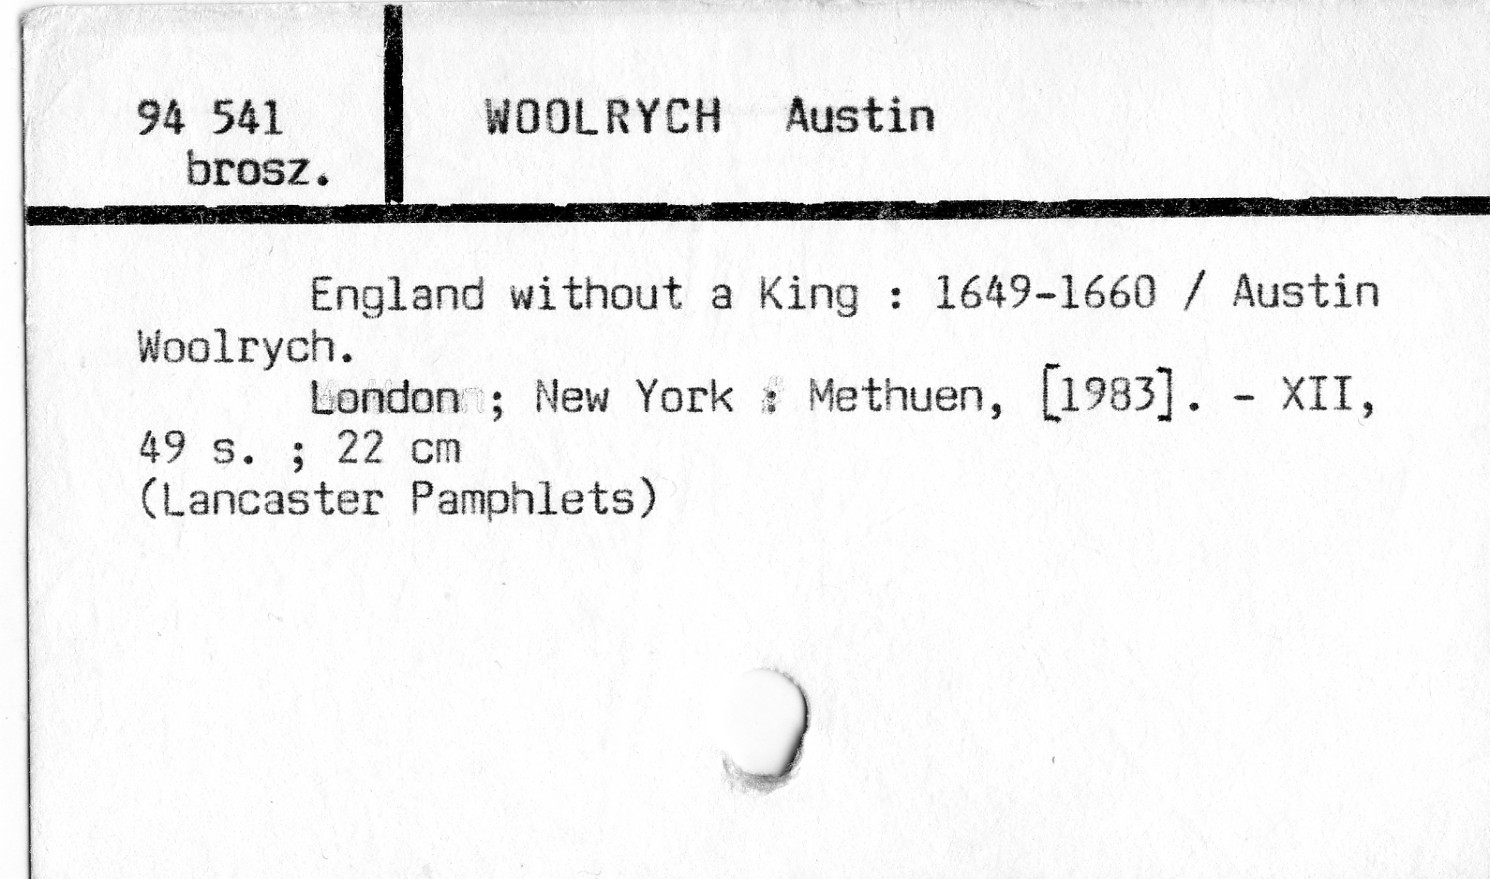 94 541
brosz.
WOOLRYCH Austin
England without a King : 1649-1660 / Austin
Woolrych.
London ; New York : Methuen, [1983]. - XII,
49 s. ; 22 cm
(Lancaster Pamphlets)